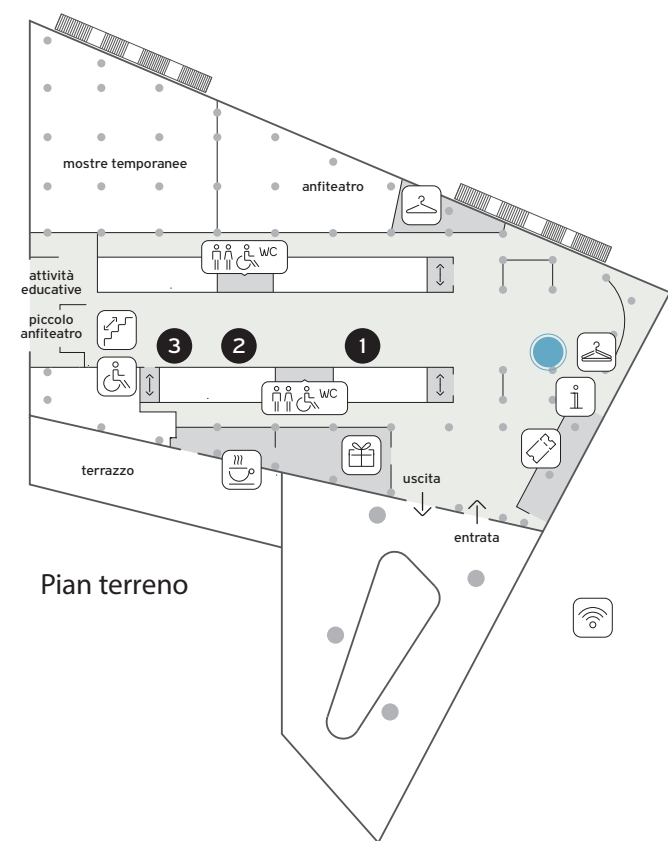 mostre temporanee
anfiteatro
WC
attività
educative
piccolo
anfiteatro
3
2
1
WC
terrazzo
uscita
entrata
Pian terreno